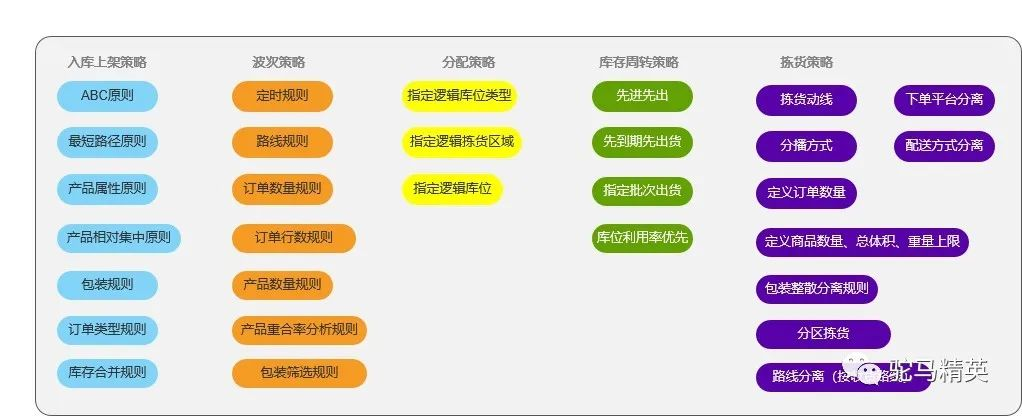 入库上架策略
波次策略
分配策略
库存周转策略
拣货策略
ABC原则
定时规则
指定逻辑库位类型
先进先出
拣货动线
下单平台分离
最短路径原则
路线规则
指定逻辑拣货区域
先到期先出货
分播方式
配送方式分离
产品属性原则
订单数量规则
指定逻辑库位
指定批次出货
定义订单数量
产品相对集中原则
订单行数规则
库位利用率优先
定义商品数量、总体积、重量上限
包装规则
产品数量规则
包装整散分离规则
订单类型规则
产品重合率分析规则
分区拣货
库存合并规则
包装筛选规则
路线分离（按
驼马精英